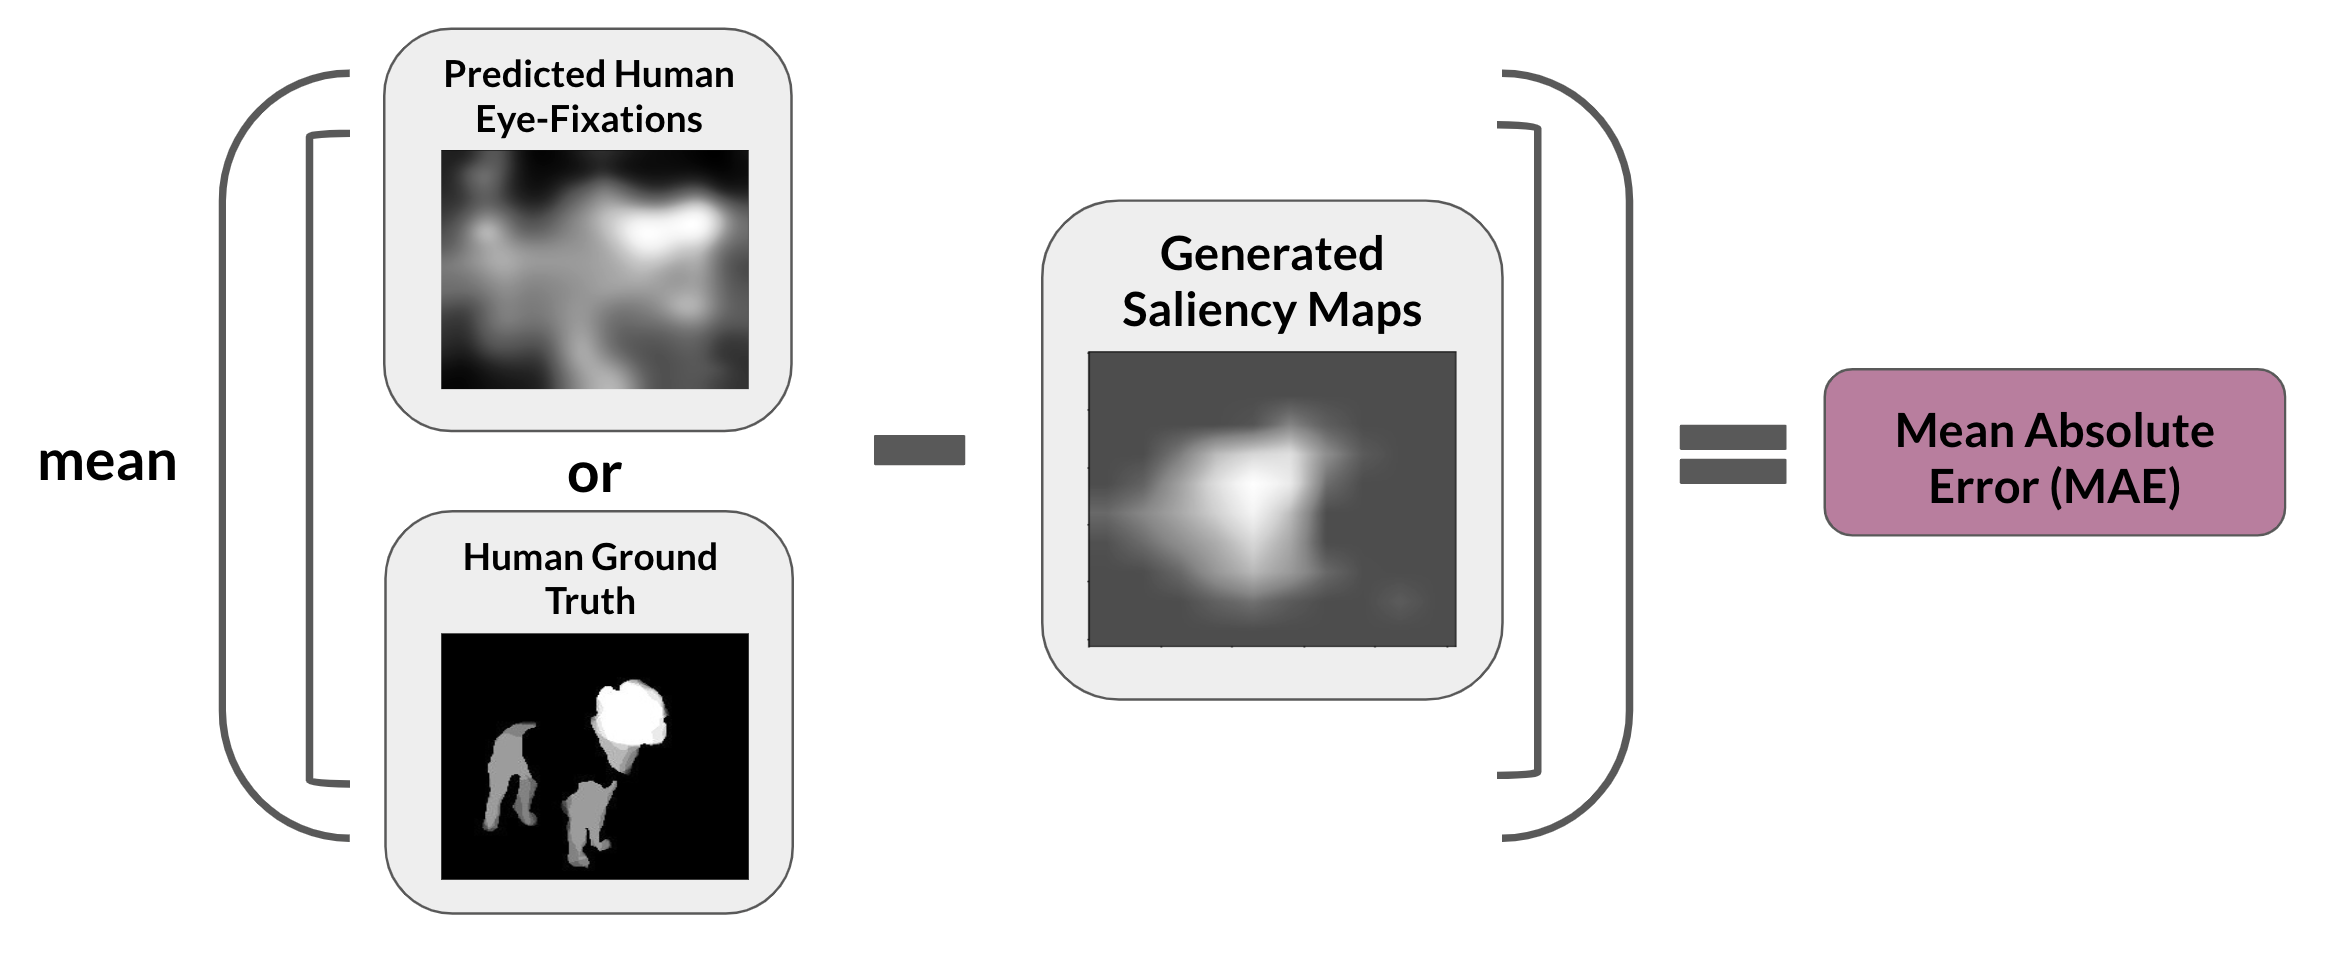 mean
Predicted Human
Eye-Fixations
or
Human Ground
Truth
Generated
Saliency Maps
Mean Absolute
Error (MAE)